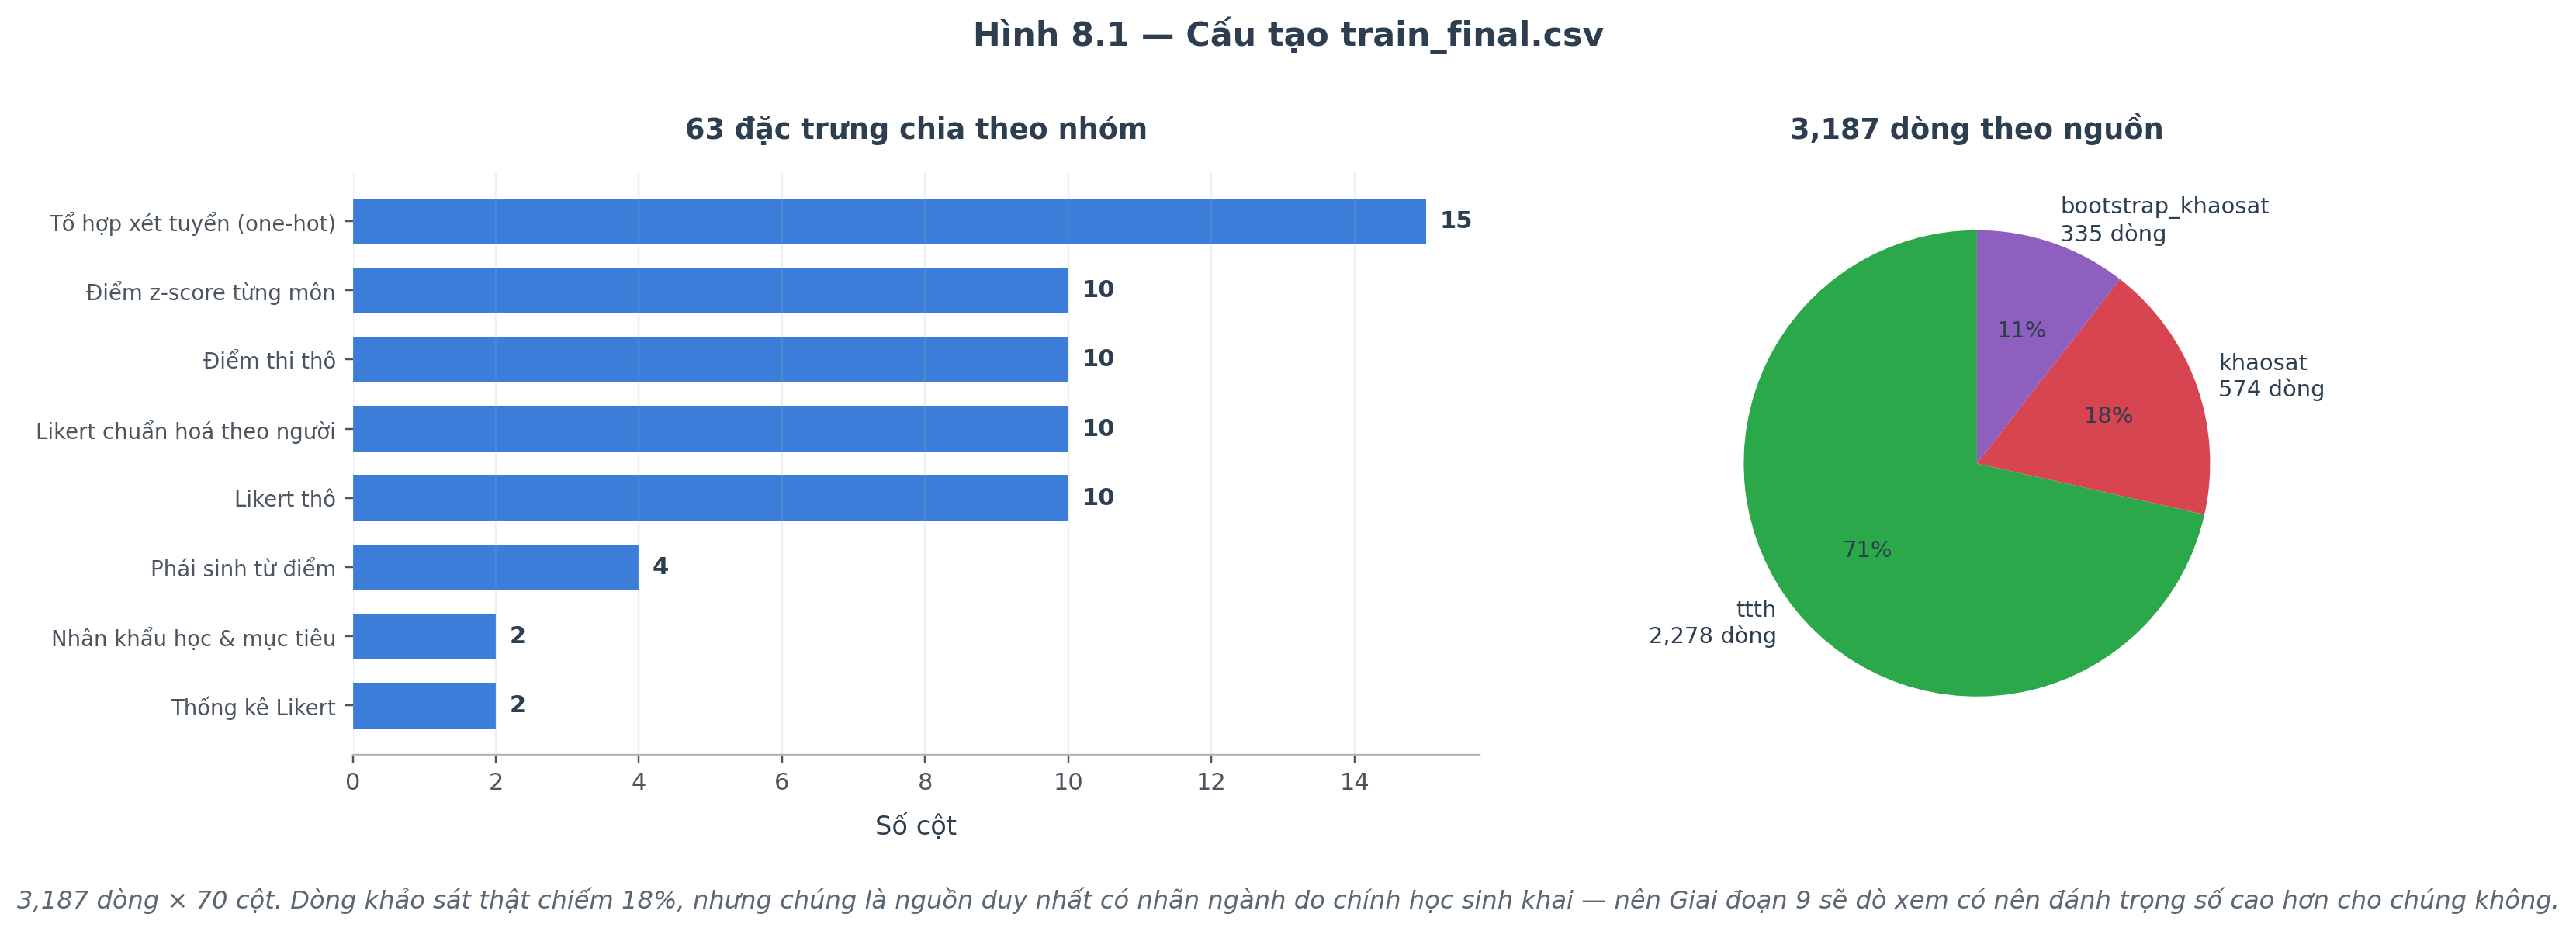 Hình 8.1 — Cấu tạo train_final.csv
63 đặc trưng chia theo nhóm
Tổ hợp xét tuyển (one-hot)
15
Điểm z-score từng môn
10
Điểm thi thô
10
Likert chuẩn hoá theo người
10
Likert thô
10
Phái sinh từ điểm
4
Nhân khẩu học & mục tiêu
2
Thống kê Likert
2
0 2 4 6 8 10 12 14
Số cột
3,187 dòng theo nguồn
bootstrap_khaosat
335 dòng
11%
khaosat
574 dòng
18%
71%
ttth
2,278 dòng
3,187 dòng × 70 cột. Dòng khảo sát thật chiếm 18%, nhưng chúng là nguồn duy nhất có nhãn ngành do chính học sinh khai — nên Giai đoạn 9 sẽ dò xem có nên đánh trọng số cao hơn cho chúng không.